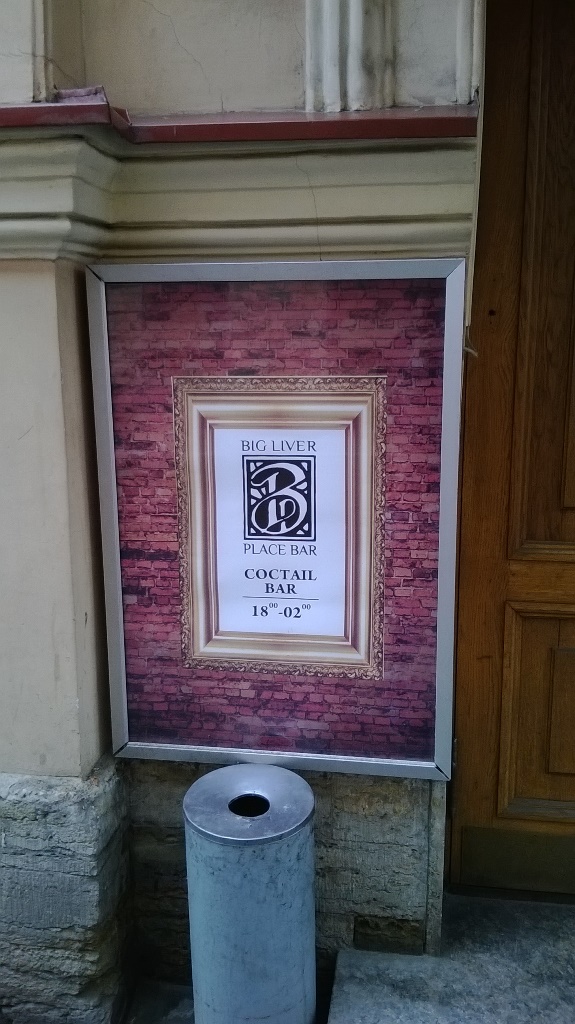 BIG LIVER
B
PLACE BAR
COCTAIL
BAR
18⁰⁰-02⁰⁰